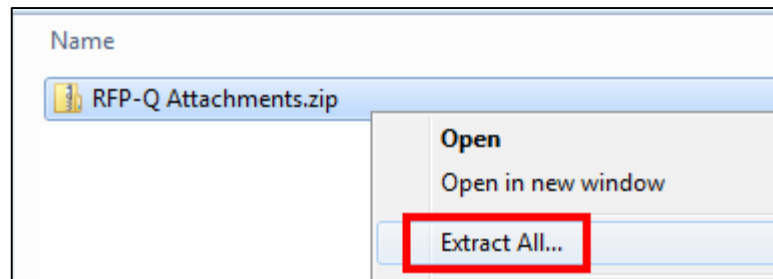 Name
RFP-Q Attachments.zip
Open
Open in new window
Extract All...